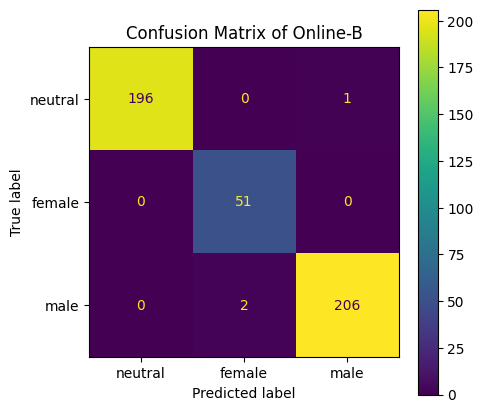 Confusion Matrix of Online-B
True label
neutral 196 0 1
female 0 51 0
male 0 2 206
neutral female male
Predicted label
200
175
150
125
100
75
50
25
0